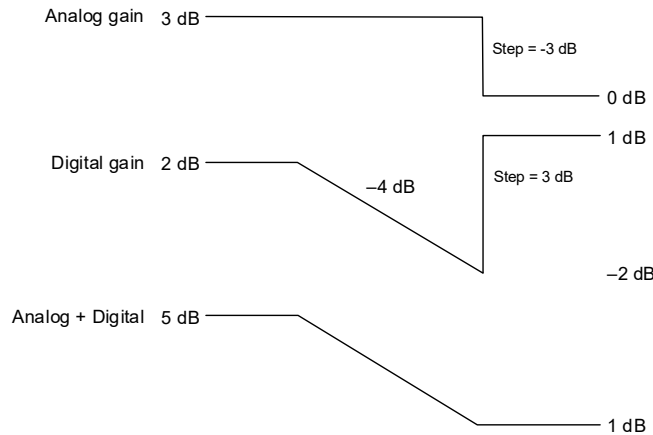 Analog gain 3 dB
Step = -3 dB
0 dB
1 dB
Digital gain 2 dB
–4 dB
Step = 3 dB
–2 dB
Analog + Digital 5 dB
1 dB